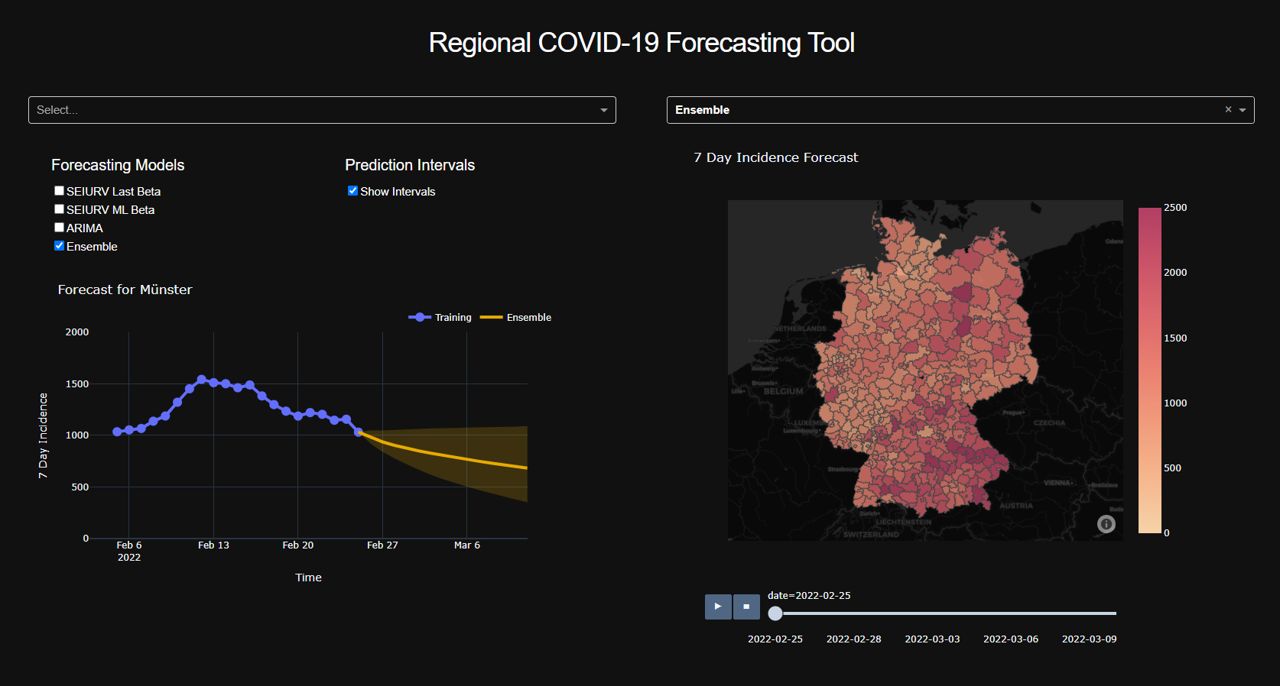 Regional COVID-19 Forecasting Tool
Select...
Ensemble
×
Forecasting Models
SEIURV Last Beta
SEIURV ML Beta
ARIMA
Ensemble
Prediction Intervals
Show Intervals
Forecast for Münster
Training
Ensemble
2000
1500
1000
500
0
7 Day Incidence
Feb 6
2022
Feb 13
Feb 20
Feb 27
Mar 6
Time
7 Day Incidence Forecast
NETHERLANDS
Brussels
BELGIUM
Luxembourg
Strasbourg
Prague
CZECHIA
VIENNA
Bratislava
AUSTRIA
Zurich
LIECHTENSTEIN
SWITZERLAND
2500
2000
1500
1000
500
0
date=2022-02-25
2022-02-25
2022-02-28
2022-03-03
2022-03-06
2022-03-09